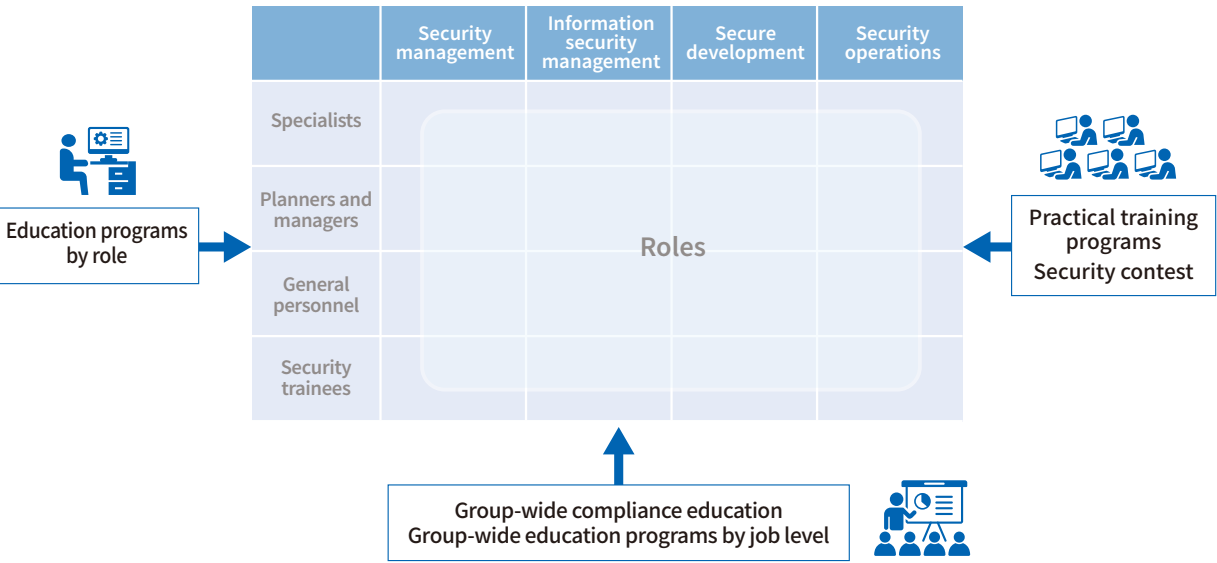 Security
management
Information
security
management
Secure
development
Security
operations
Specialists
Planners and
managers
General
personnel
Security
trainees
Roles
Education programs
by role
Practical training
programs
Security contest
Group-wide compliance education
Group-wide education programs by job level